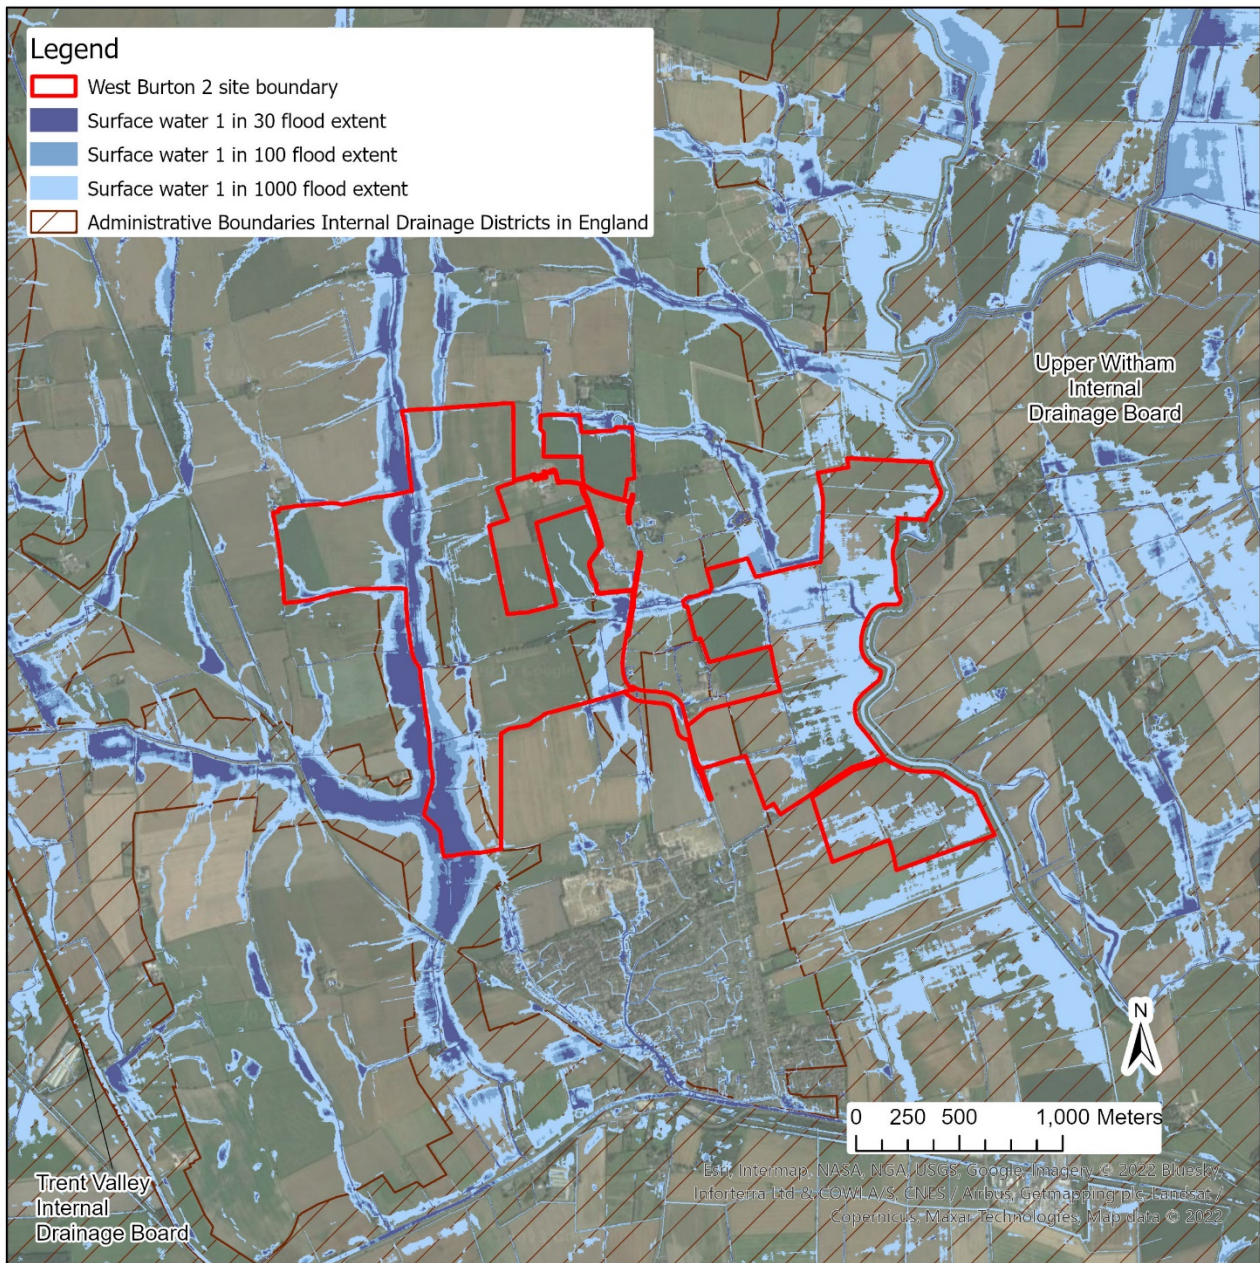 Legend
West Burton 2 site boundary
Surface water 1 in 30 flood extent
Surface water 1 in 100 flood extent
Surface water 1 in 1000 flood extent
Administrative Boundaries Internal Drainage Districts in England
Upper Witham
Internal
Drainage Board
N
0 250 500 1,000 Meters
Trent Valley
Internal
Drainage Board
Esri, Intermap, NASA, NGA, USGS, Google, Imagery © 2022 Bluesky,
Infoterra Ltd & COWI A/S, CNES / Airbus, Getmapping plc, Landsat /
Copernicus, Maxar Technologies, Map data © 2022